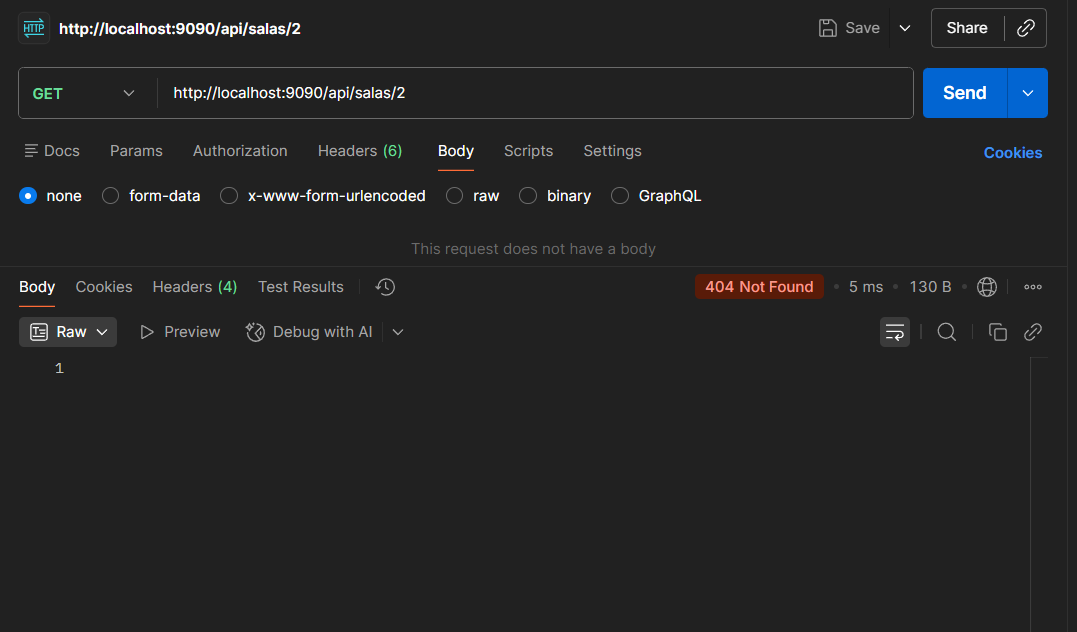 HTTP http://localhost:9090/api/salas/2 Save Share
GET http://localhost:9090/api/salas/2 Send
Docs Params Authorization Headers (6) Body Scripts Settings Cookies
none form-data x-www-form-urlencoded raw binary GraphQL
This request does not have a body
Body Cookies Headers (4) Test Results 404 Not Found • 5 ms • 130 B •
Raw Preview Debug with AI
1